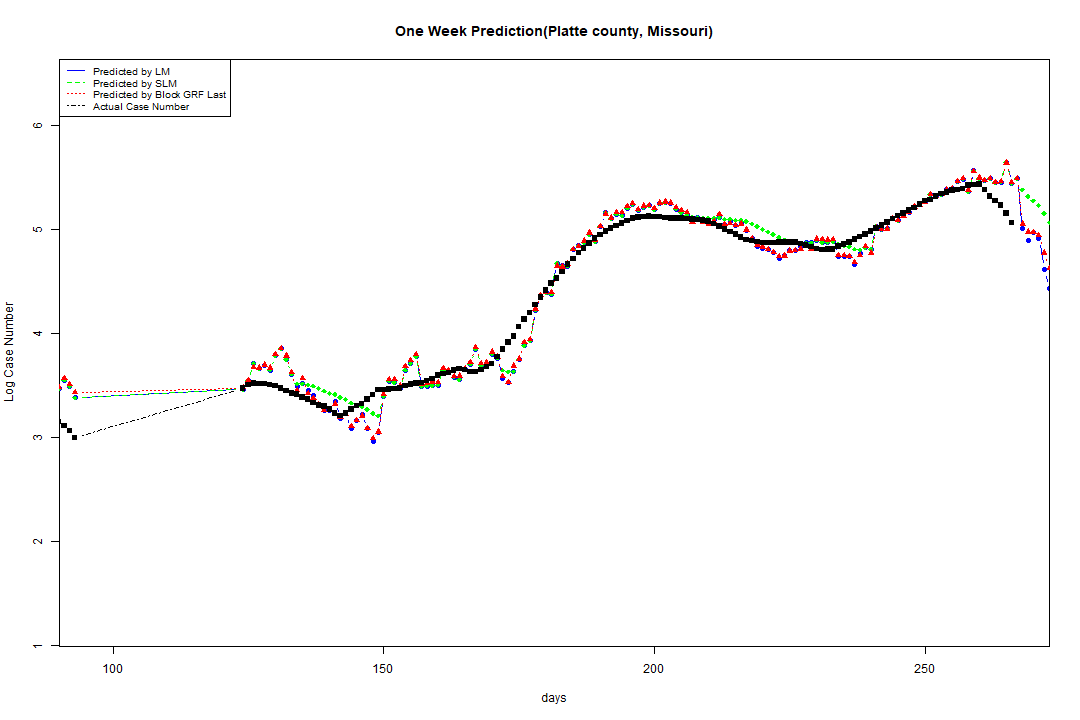 One Week Prediction(Platte county, Missouri)
Predicted by LM
Predicted by SLM
Predicted by Block GRF Last
Actual Case Number
Log Case Number
6
5
4
3
2
1
100 150 200 250
days